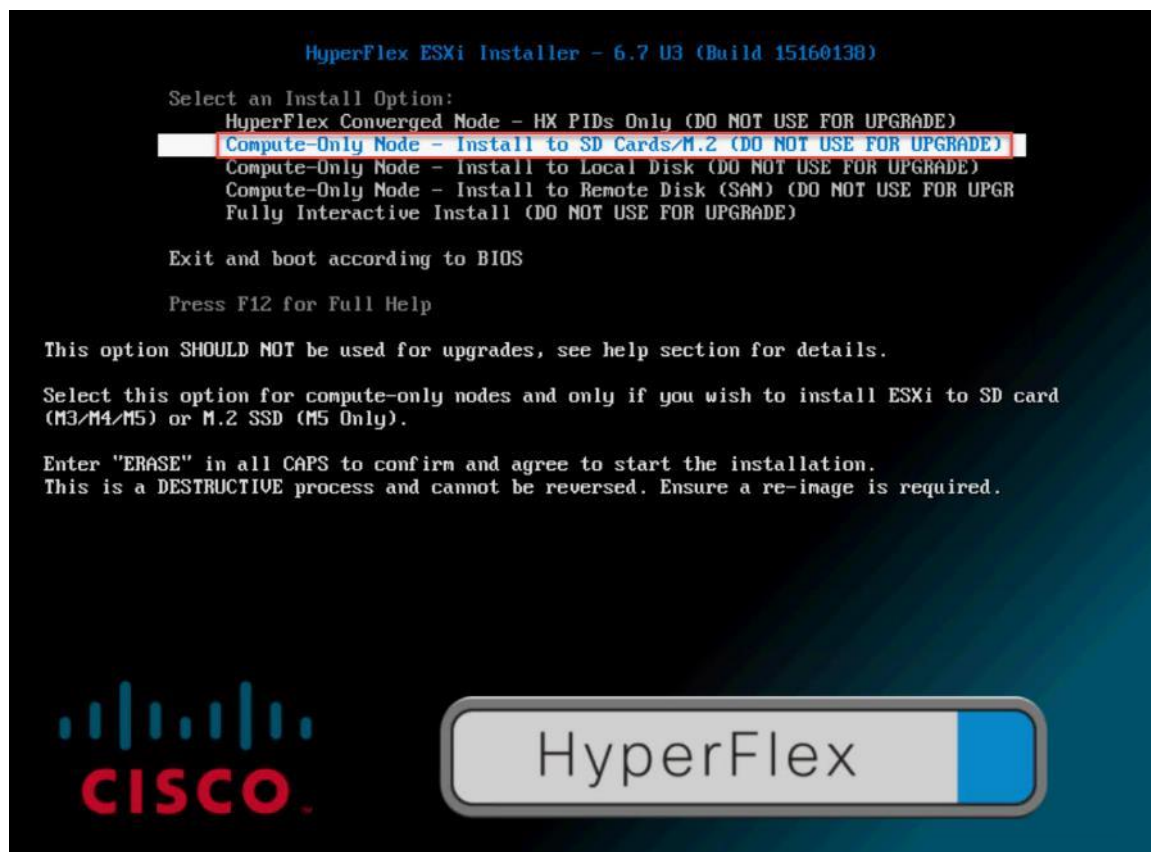 HyperFlex ESXi Installer - 6.7 U3 (Build 15160138)
Select an Install Option:
HyperFlex Converged Node - HX PIDs Only (DO NOT USE FOR UPGRADE)
Compute-Only Node - Install to SD Cards/M.2 (DO NOT USE FOR UPGRADE)
Compute-Only Node - Install to Local Disk (DO NOT USE FOR UPGRADE)
Compute-Only Node - Install to Remote Disk (SAN) (DO NOT USE FOR UPGR
Fully Interactive Install (DO NOT USE FOR UPGRADE)
Exit and boot according to BIOS
Press F12 for Full Help
This option SHOULD NOT be used for upgrades, see help section for details.
Select this option for compute-only nodes and only if you wish to install ESXi to SD card
(M3/M4/M5) or M.2 SSD (M5 Only).
Enter "ERASE" in all CAPS to confirm and agree to start the installation.
This is a DESTRUCTIVE process and cannot be reversed. Ensure a re-image is required.
CISCO
HyperFlex